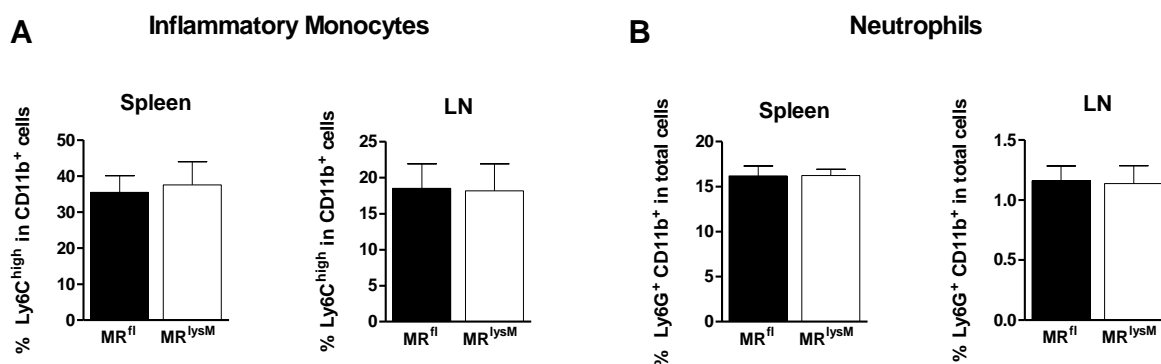 A
Inflammatory Monocytes
Spleen
% Ly6C^high in CD11b^+ cells
50
40
30
20
10
0
MR^fl
MR^lysM
LN
% Ly6C^high in CD11b^+ cells
25
20
15
10
5
0
MR^fl
MR^lysM
B
Neutrophils
Spleen
% Ly6G^+ CD11b^+ in total cells
20
15
10
5
0
MR^fl
MR^lysM
LN
% Ly6G^+ CD11b^+ in total cells
1.5
1.0
0.5
0.0
MR^fl
MR^lysM